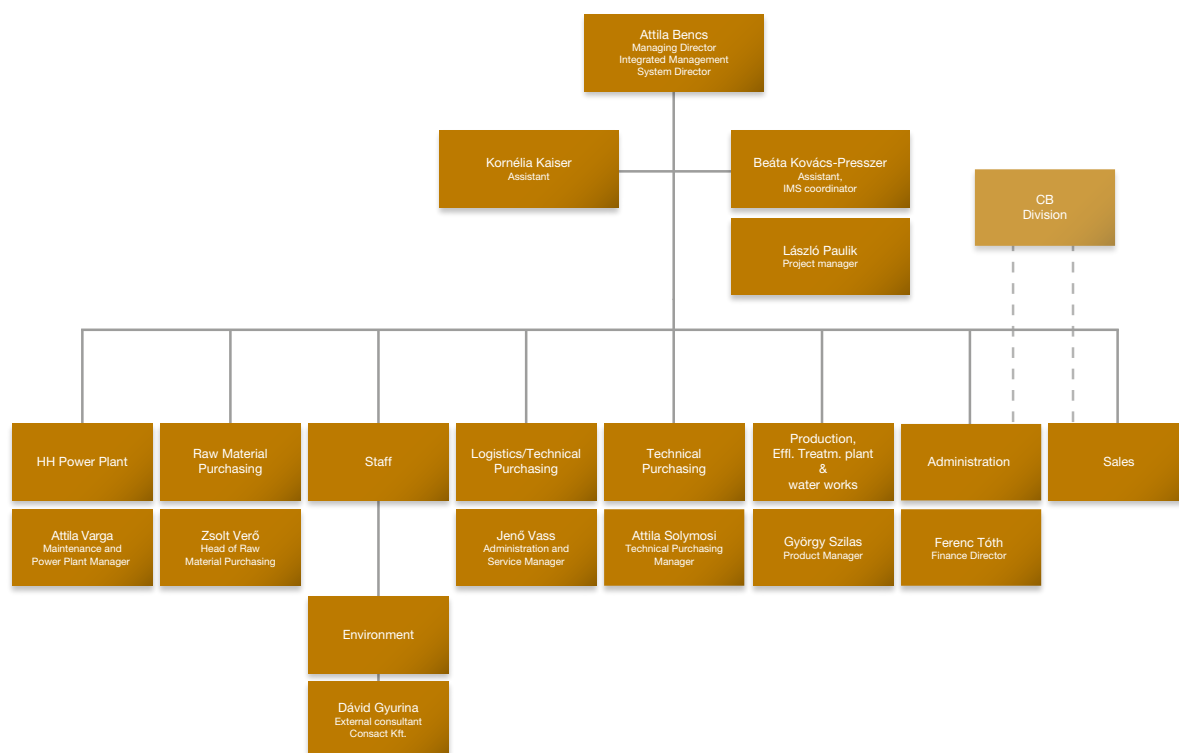 Attila Bencs
Managing Director
Integrated Management
System Director
Kornélia Kaiser
Assistant
Beáta Kovács-Presszer
Assistant,
IMS coordinator
CB
Division
László Paulik
Project manager
HH Power Plant
Raw Material
Purchasing
Staff
Logistics/Technical
Purchasing
Technical
Purchasing
Production,
Effl. Treatm. plant
&
water works
Administration
Sales
Attila Varga
Maintenance and
Power Plant Manager
Zsolt Verő
Head of Raw
Material Purchasing
Jenő Vass
Administration and
Service Manager
Attila Solymosi
Technical Purchasing
Manager
György Szilas
Product Manager
Ferenc Tóth
Finance Director
Environment
Dávid Gyurina
External consultant
Consact Kft.